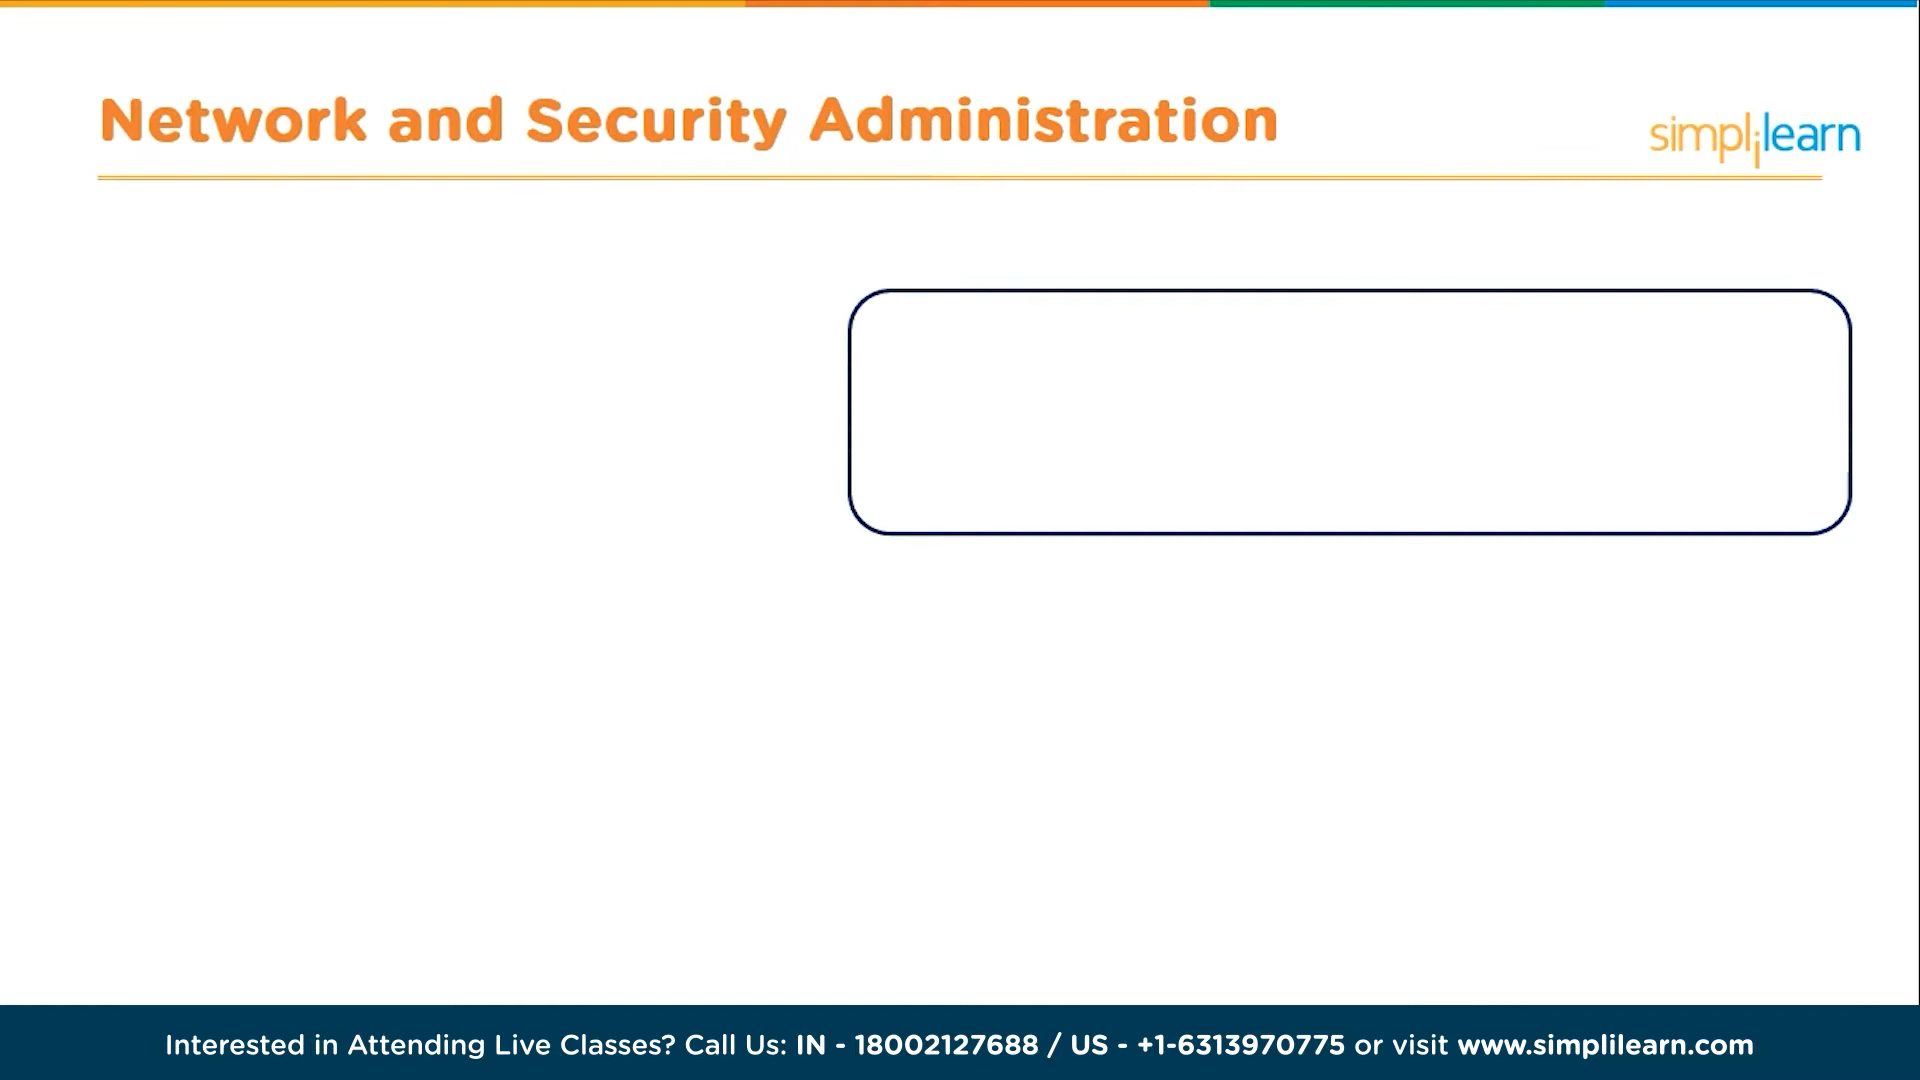 Network and Security Administration
simplilearn
Interested in Attending Live Classes? Call Us: IN - 18002127688 / US - +1-6313970775 or visit www.simplilearn.com